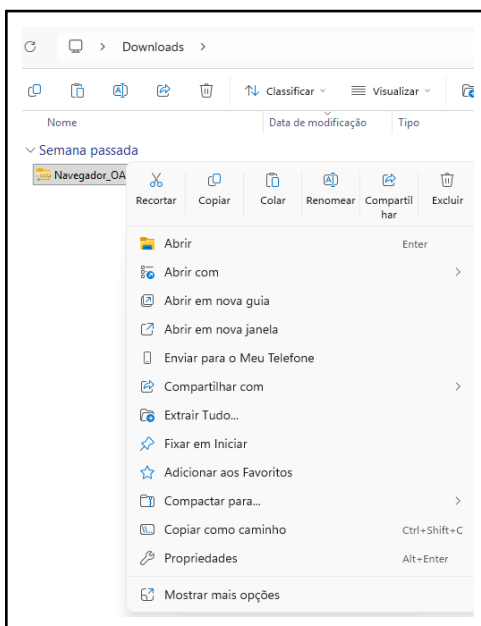 Downloads
Classificar
Visualizar
Nome Data de modificação Tipo
Semana passada
Navegador_OA
Recortar Copiar Colar Renomear Compartil
har Excluir
Abrir Enter
Abrir com
Abrir em nova guia
Abrir em nova janela
Enviar para o Meu Telefone
Compartilhar com
Extrair Tudo...
Fixar em Iniciar
Adicionar aos Favoritos
Compactar para...
Copiar como caminho Ctrl+Shift+C
Propriedades Alt+Enter
Mostrar mais opções